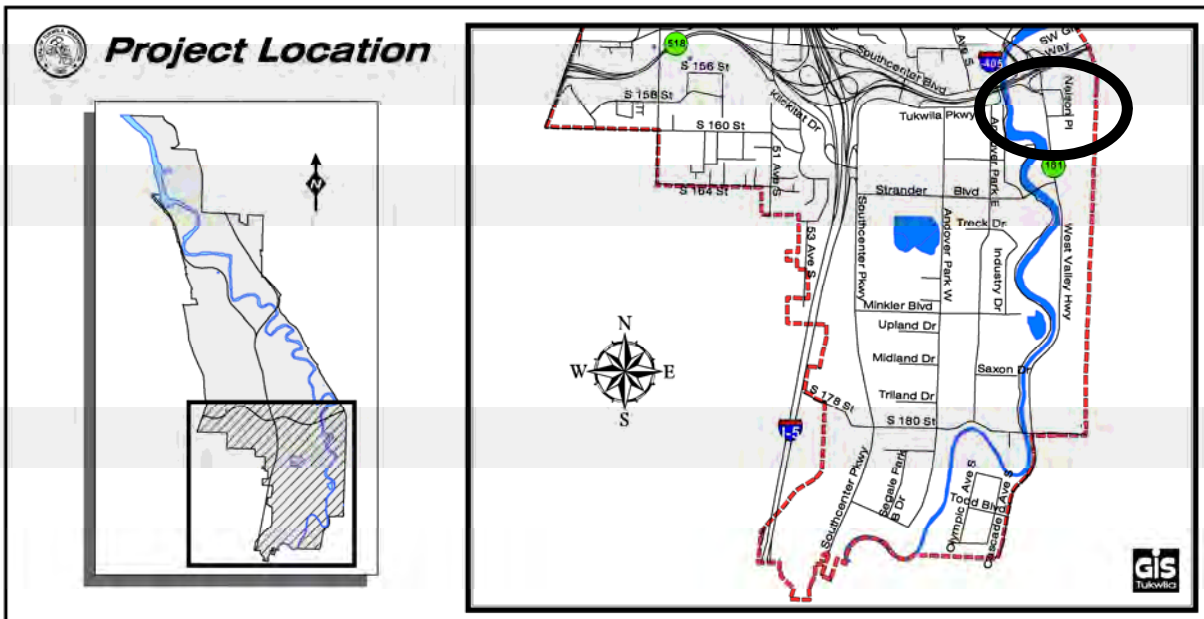 Project Location
N
518
S 156 St
S 158 St
S 160 St
S 164 St
Klickitat Dr
51 Ave S
53 Ave S
Southcenter Blvd
Ave S
I-405
SW Gr
Way
Nelson Pl
Tukwila Pkwy
Andover Park E
181
Strander Blvd
Southcenter Pkwy
Andover Park W
Treck Dr
Industry Dr
West Valley Hwy
Minkler Blvd
Upland Dr
Midland Dr
Triland Dr
Saxon Dr
S 178 St
S 180 St
I-5
N
W
E
S
Southcenter Pkwy
Segale Park
B Dr
Olympic Ave S
Todd Blvd
Cascade Ave S
GIS
Tukwila